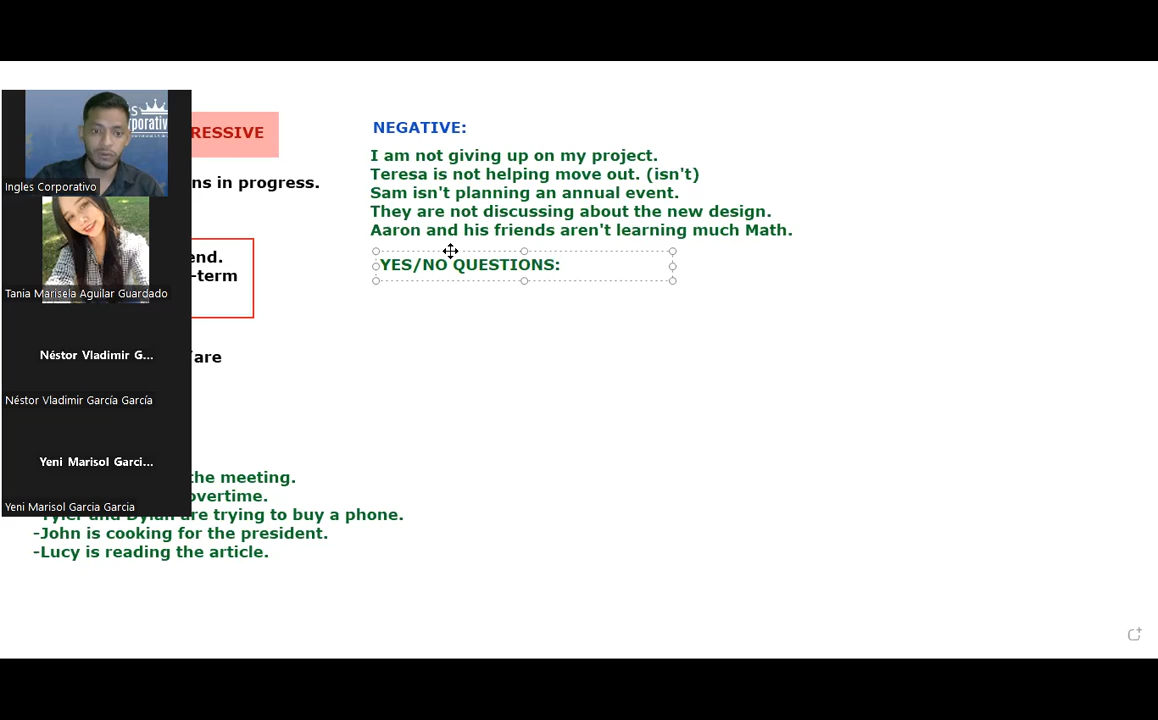 RESSIVE
ns in progress.
end.
-term
/are
the meeting.
overtime.
-Tyler and Dylan are trying to buy a phone.
-John is cooking for the president.
-Lucy is reading the article.
NEGATIVE:
I am not giving up on my project.
Teresa is not helping move out. (isn't)
Sam isn't planning an annual event.
They are not discussing about the new design.
Aaron and his friends aren't learning much Math.
YES/NO QUESTIONS:
Ingles Corporativo
Tania Marisela Aguilar Guardado
Néstor Vladimir G...
Néstor Vladimir García García
Yeni Marisol Garci...
Yeni Marisol Garcia Garcia